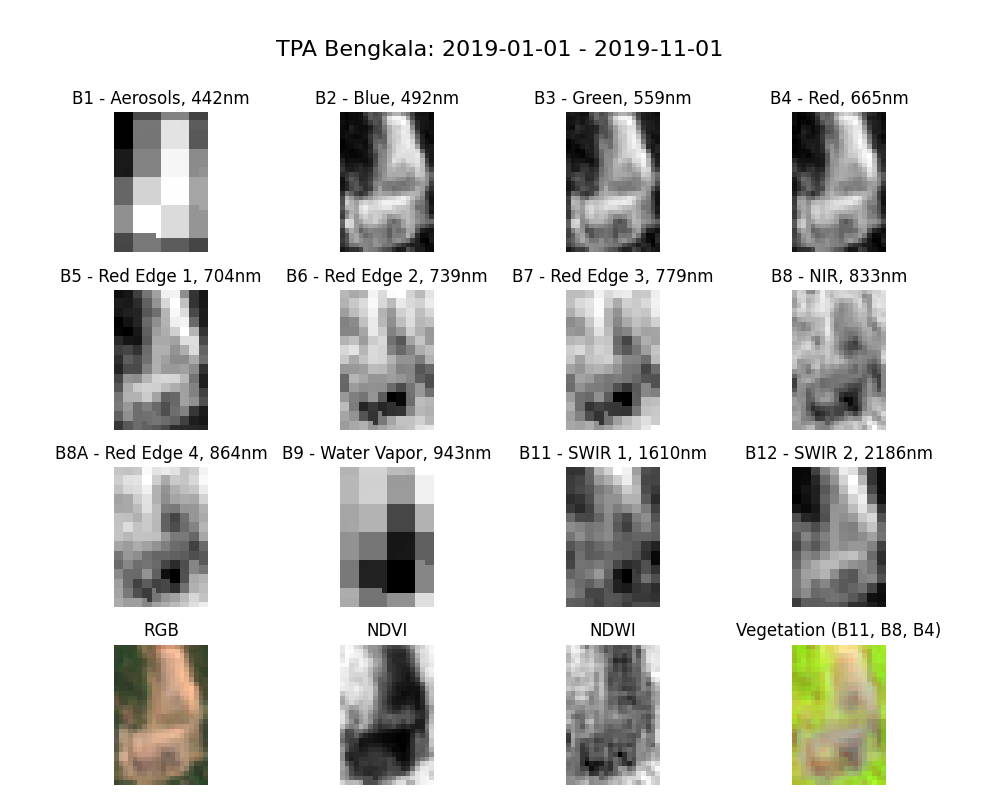 TPA Bengkala: 2019-01-01 - 2019-11-01
B1 - Aerosols, 442nm
B2 - Blue, 492nm
B3 - Green, 559nm
B4 - Red, 665nm
B5 - Red Edge 1, 704nm
B6 - Red Edge 2, 739nm
B7 - Red Edge 3, 779nm
B8 - NIR, 833nm
B8A - Red Edge 4, 864nm
B9 - Water Vapor, 943nm
B11 - SWIR 1, 1610nm
B12 - SWIR 2, 2186nm
RGB
NDVI
NDWI
Vegetation (B11, B8, B4)